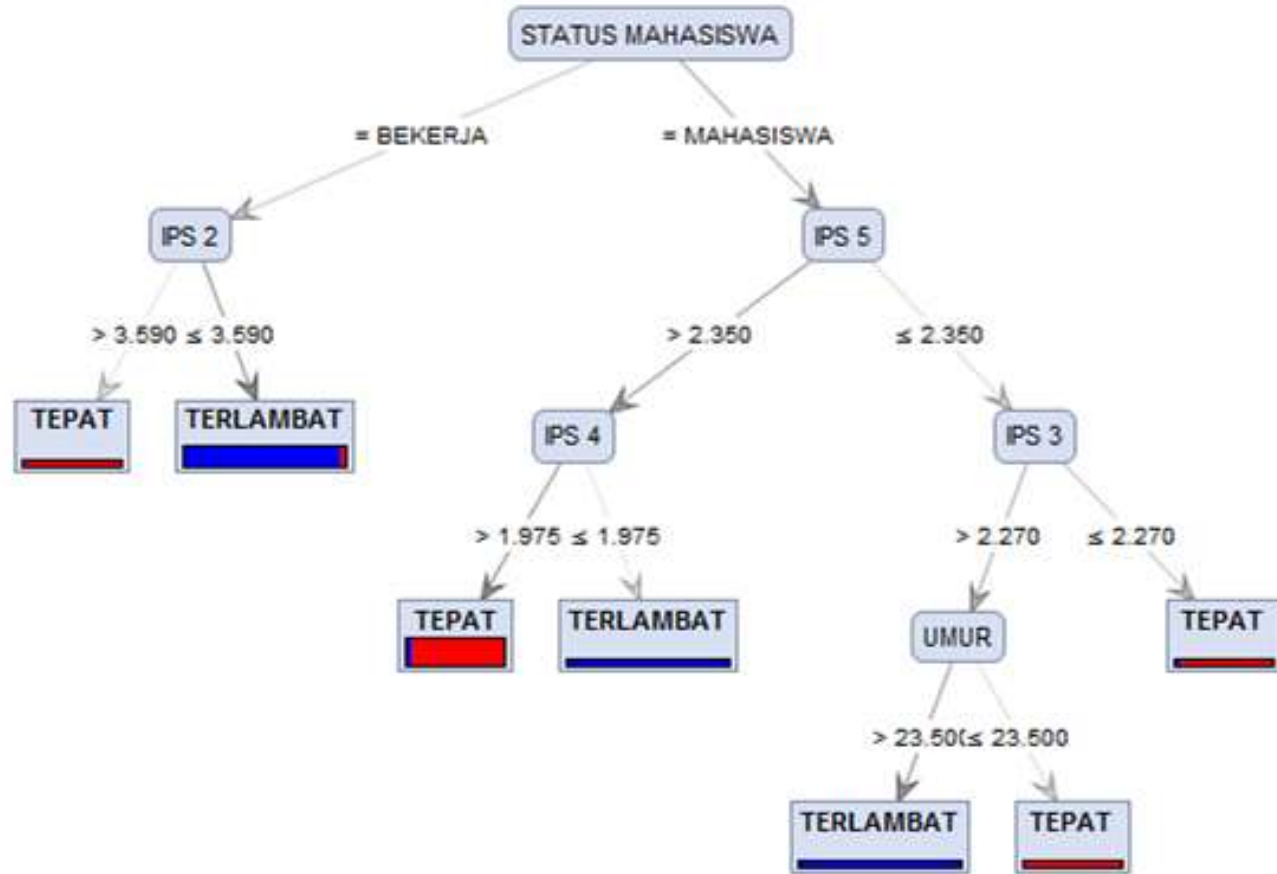 STATUS MAHASISWA
= BEKERJA = MAHASISWA
IPS 2 IPS 5
> 3.590 ≤ 3.590 > 2.350 ≤ 2.350
TEPAT TERLAMBAT IPS 4 IPS 3
> 1.975 ≤ 1.975 > 2.270 ≤ 2.270
TEPAT TERLAMBAT UMUR TEPAT
> 23.50 ≤ 23.500
TERLAMBAT TEPAT